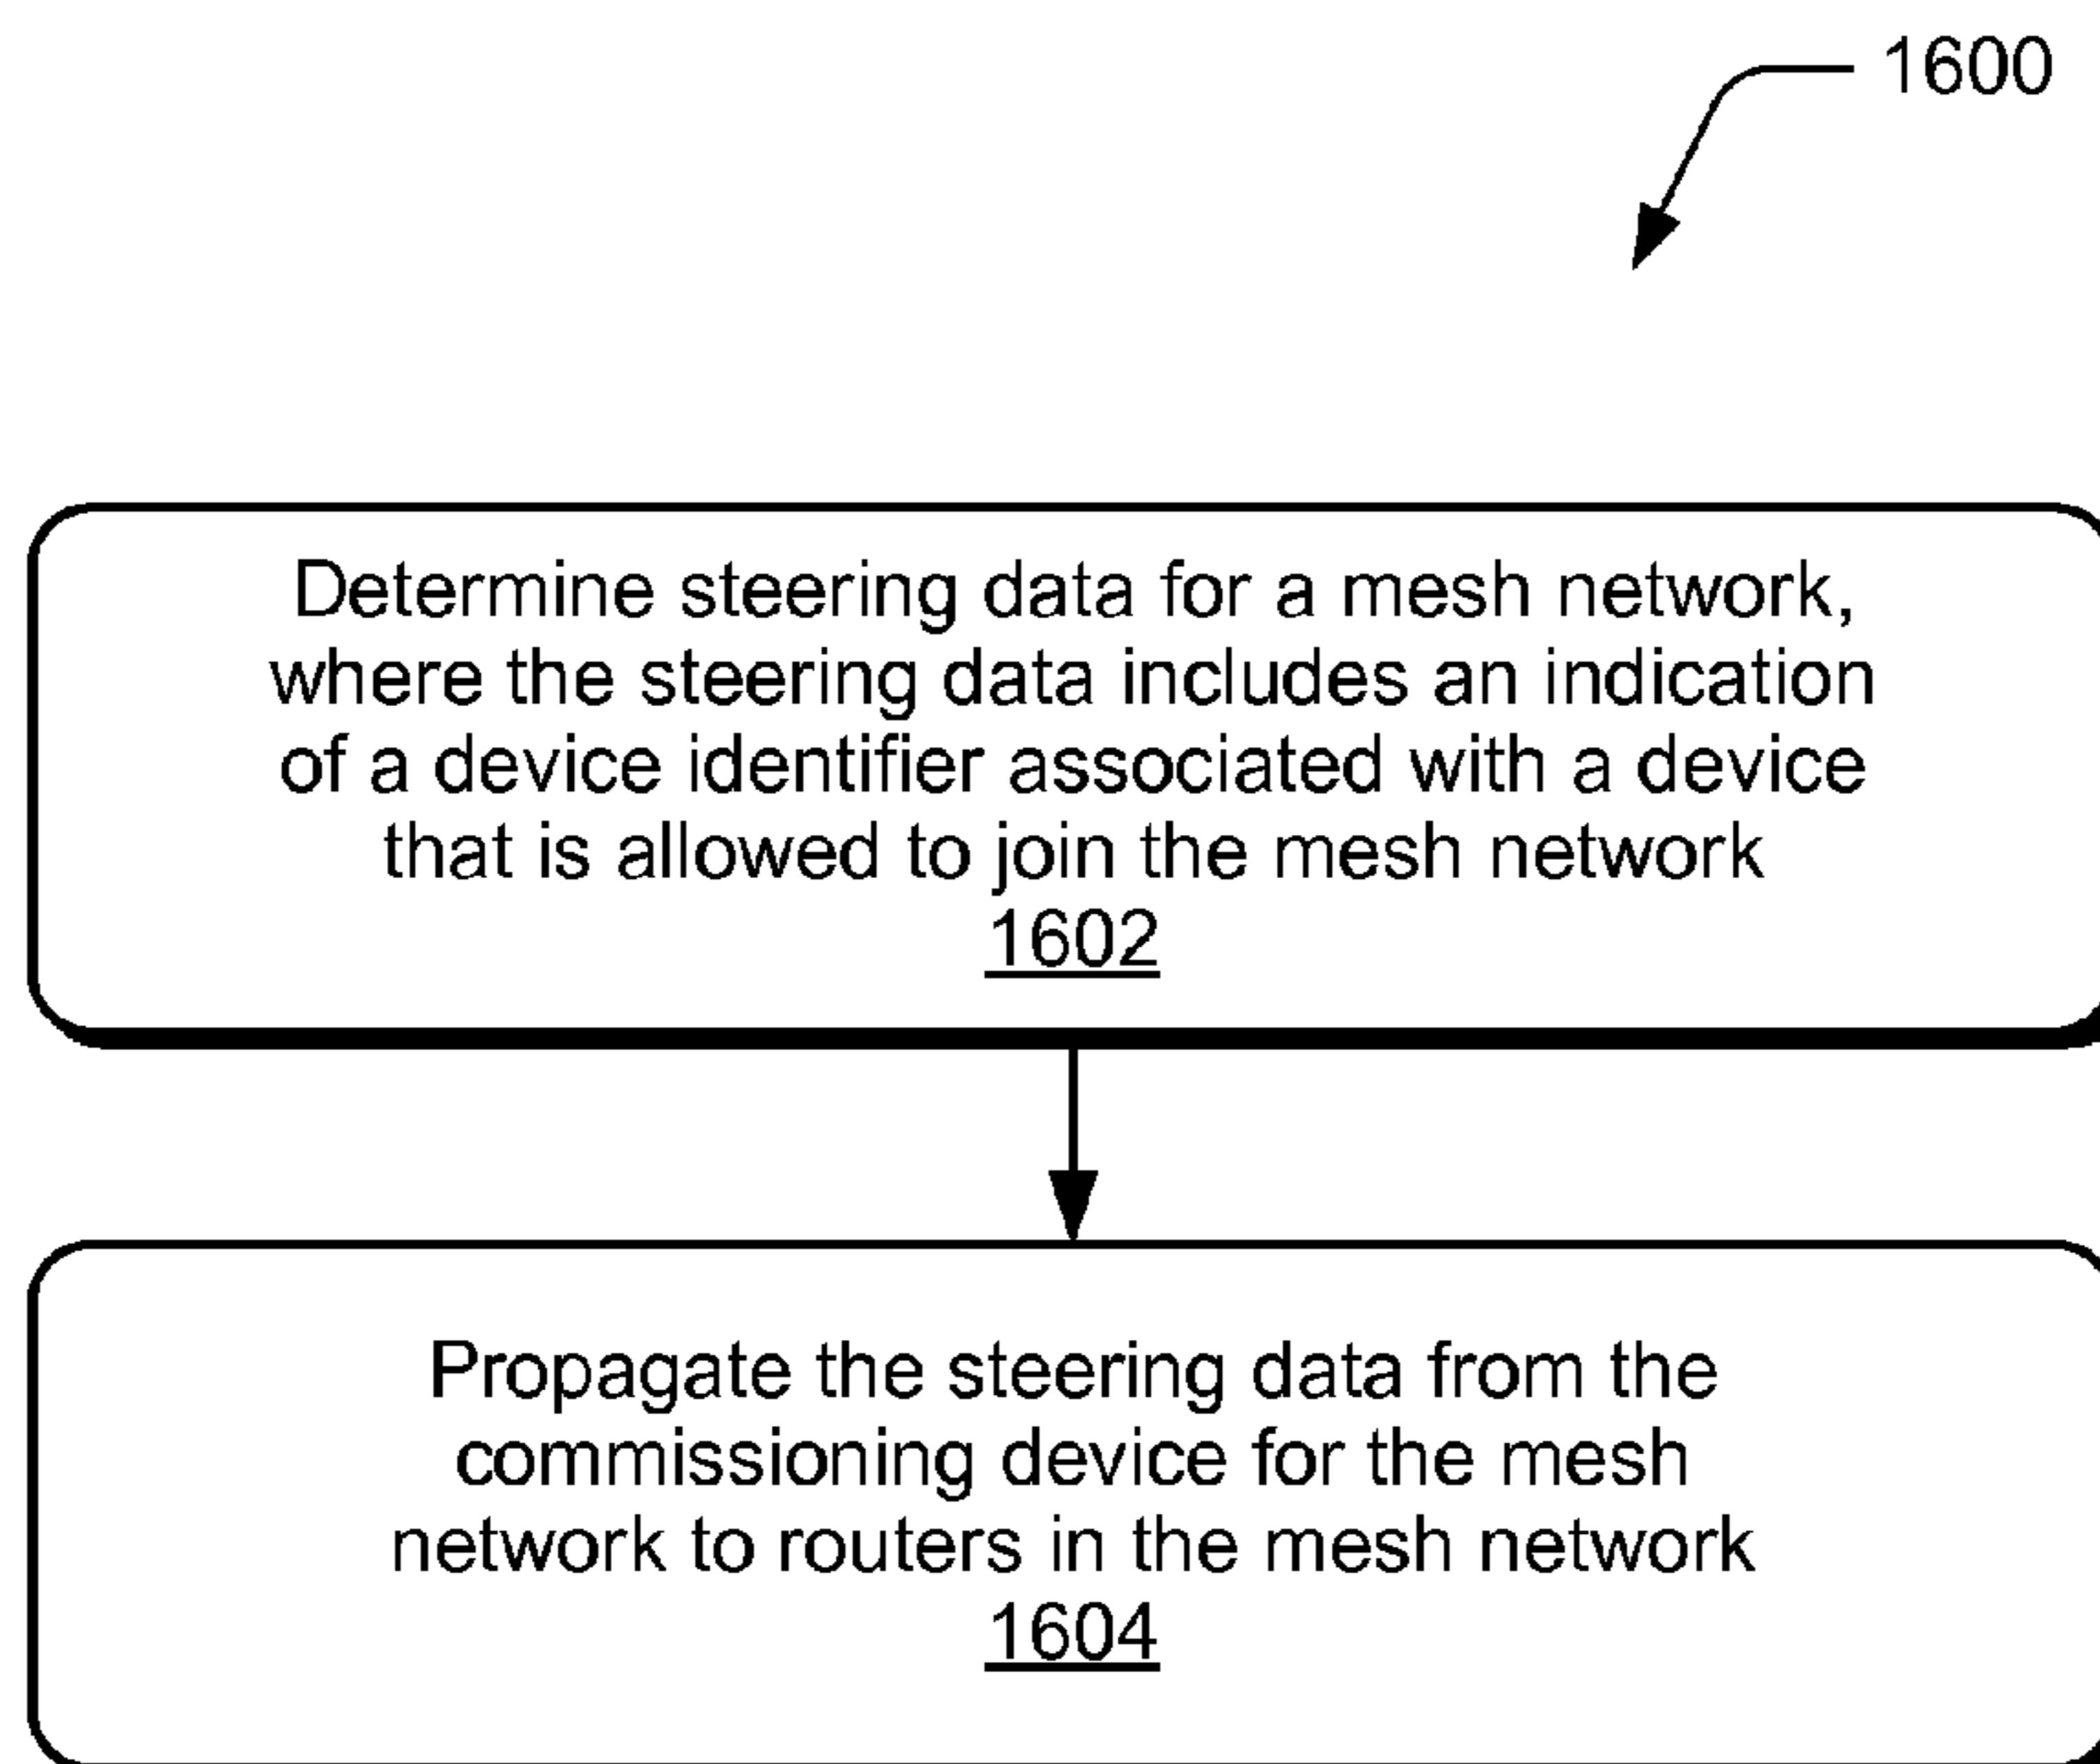 1600
Determine steering data for a mesh network,
where the steering data includes an indication
of a device identifier associated with a device
that is allowed to join the mesh network
1602
Propagate the steering data from the
commissioning device for the mesh
network to routers in the mesh network
1604